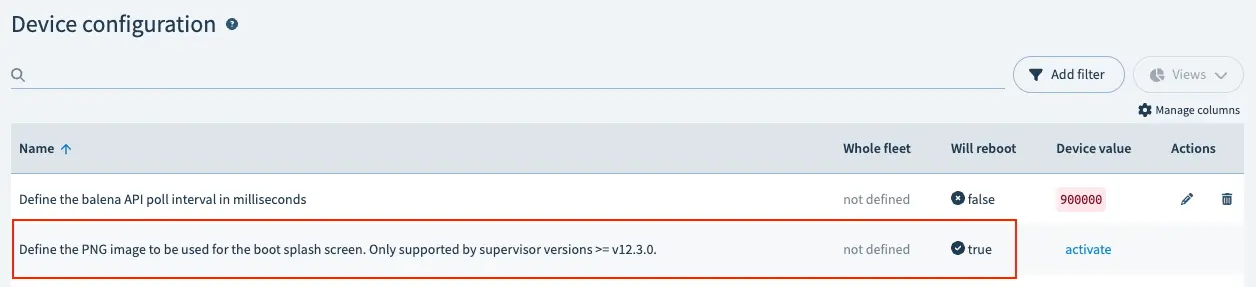 Device configuration ?
Add filter
Views
Manage columns
Name Whole fleet Will reboot Device value Actions
Define the balena API poll interval in milliseconds not defined false 900000
Define the PNG image to be used for the boot splash screen. Only supported by supervisor versions >= v12.3.0. not defined true activate